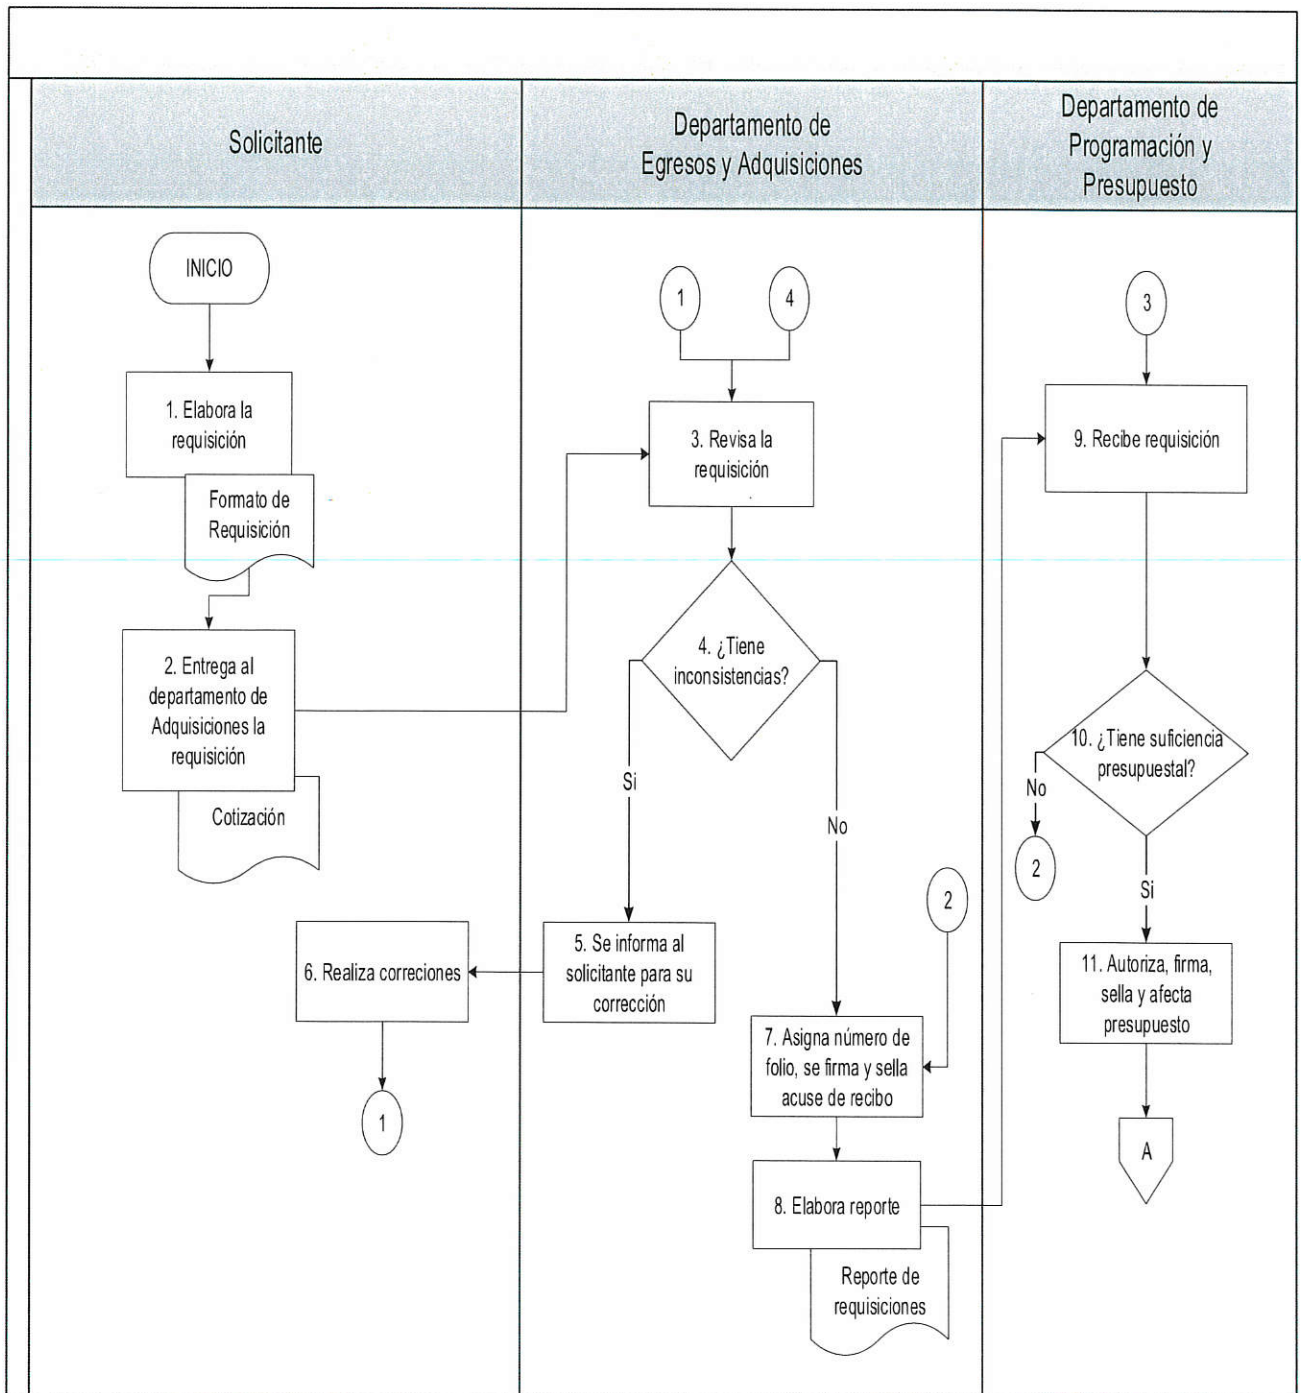 Solicitante
Departamento de
Egresos y Adquisiciones
Departamento de
Programación y
Presupuesto
INICIO
1. Elabora la
requisición
Formato de
Requisición
2. Entrega al
departamento de
Adquisiciones la
requisición
Cotización
6. Realiza correciones
1
1
4
3. Revisa la
requisición
4. ¿Tiene
inconsistencias?
Si
No
5. Se informa al
solicitante para su
corrección
2
7. Asigna número de
folio, se firma y sella
acuse de recibo
8. Elabora reporte
Reporte de
requisiciones
3
9. Recibe requisición
10. ¿Tiene suficiencia
presupuestal?
No
2
Si
11. Autoriza, firma,
sella y afecta
presupuesto
A